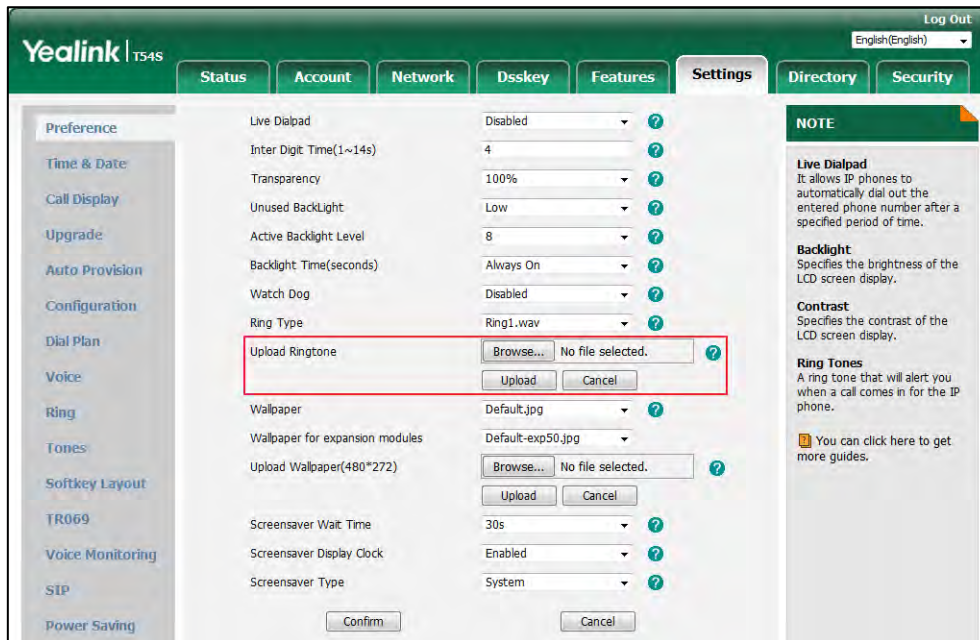 Log Out
English(English)
Yealink T54S
Status Account Network Dsskey Features Settings Directory Security
Preference
Time & Date
Call Display
Upgrade
Auto Provision
Configuration
Dial Plan
Voice
Ring
Tones
Softkey Layout
TR069
Voice Monitoring
SIP
Power Saving
Live Dialpad Disabled ?
Inter Digit Time(1~14s) 4 ?
Transparency 100% ?
Unused BackLight Low ?
Active Backlight Level 8 ?
Backlight Time(seconds) Always On ?
Watch Dog Disabled ?
Ring Type Ring1.wav ?
Upload Ringtone Browse... No file selected. ?
Upload Cancel
Wallpaper Default.jpg ?
Wallpaper for expansion modules Default-exp50.jpg
Upload Wallpaper(480*272) Browse... No file selected. ?
Upload Cancel
Screensaver Wait Time 30s ?
Screensaver Display Clock Enabled ?
Screensaver Type System ?
Confirm Cancel
NOTE
Live Dialpad
It allows IP phones to
automatically dial out the
entered phone number after a
specified period of time.
Backlight
Specifies the brightness of the
LCD screen display.
Contrast
Specifies the contrast of the
LCD screen display.
Ring Tones
A ring tone that will alert you
when a call comes in for the IP
phone.
? You can click here to get
more guides.